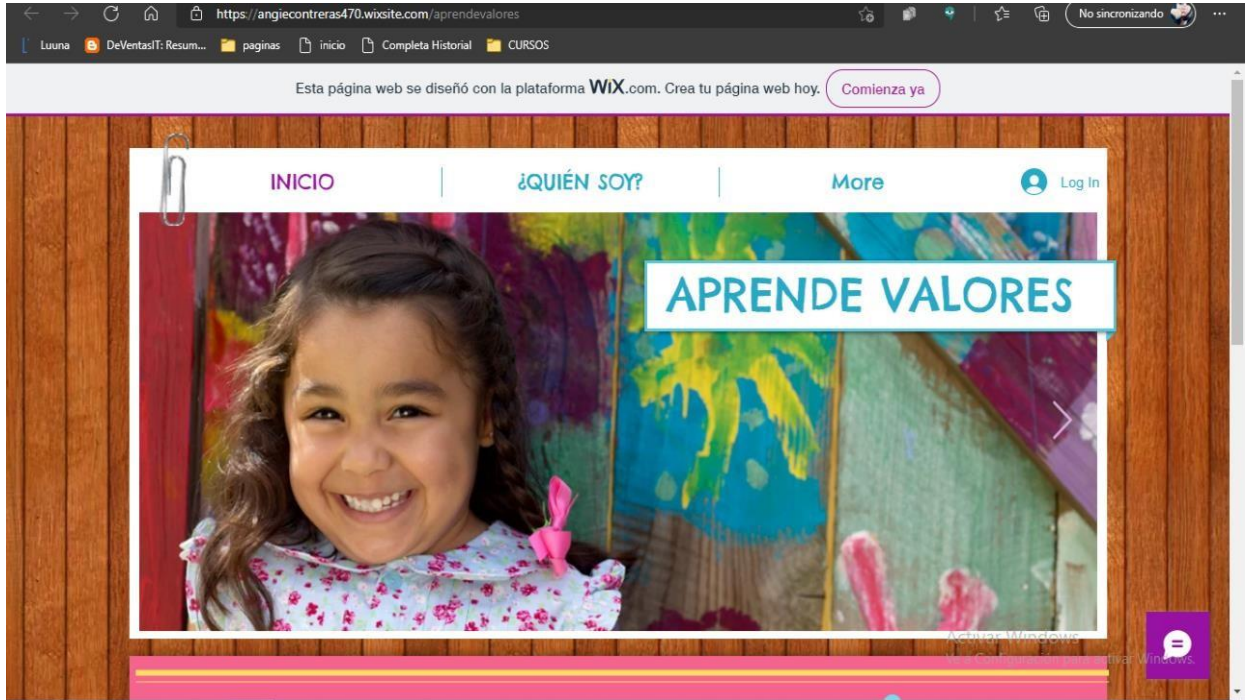 https://angiecontreras470.wixsite.com/aprendevalores
No sincronizando
Luuna
DeVentasIT: Resum...
paginas
inicio
Completa Historial
CURSOS
Esta página web se diseñó con la plataforma WiX.com. Crea tu página web hoy. Comienza ya
INICIO
¿QUIÉN SOY?
More
Log In
APRENDE VALORES
Activar Windows
Ve a Configuración para activar Windows.